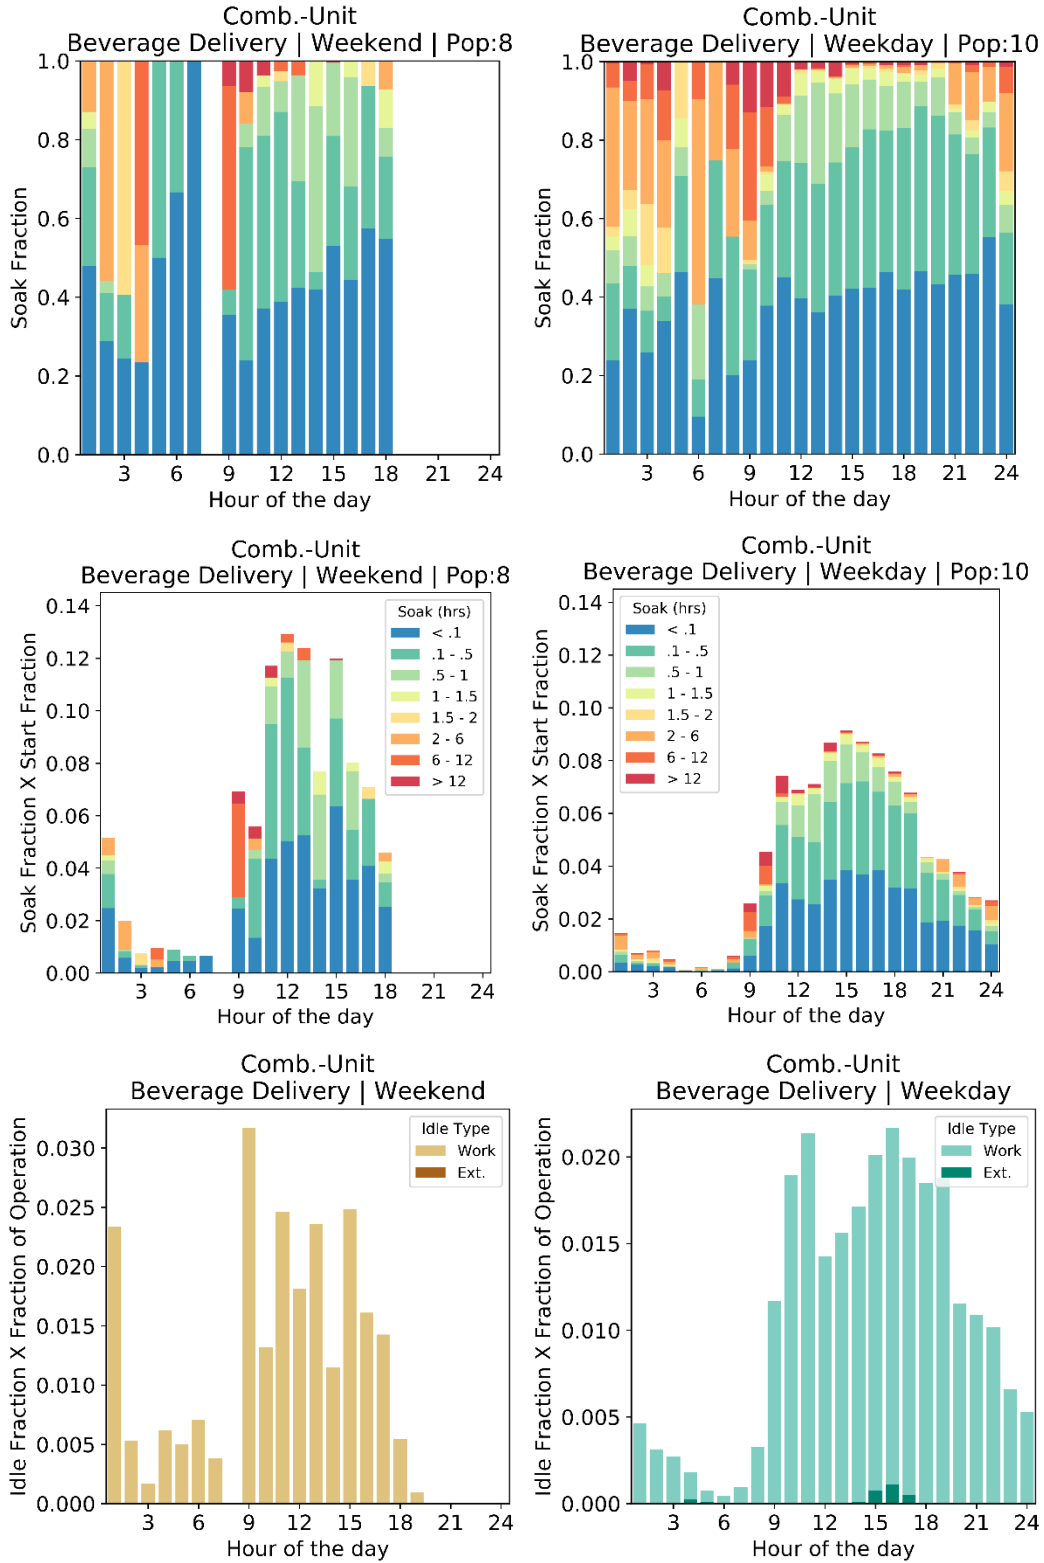 Comb.-Unit
Beverage Delivery | Weekend | Pop:8
1.0
0.8
0.6
0.4
0.2
0.0
Soak Fraction
3 6 9 12 15 18 21 24
Hour of the day
Comb.-Unit
Beverage Delivery | Weekday | Pop:10
1.0
0.8
0.6
0.4
0.2
0.0
Soak Fraction
3 6 9 12 15 18 21 24
Hour of the day
Comb.-Unit
Beverage Delivery | Weekend | Pop:8
0.14
0.12
0.10
0.08
0.06
0.04
0.02
0.00
Soak Fraction X Start Fraction
Soak (hrs)
< .1
.1 - .5
.5 - 1
1 - 1.5
1.5 - 2
2 - 6
6 - 12
> 12
3 6 9 12 15 18 21 24
Hour of the day
Comb.-Unit
Beverage Delivery | Weekday | Pop:10
0.14
0.12
0.10
0.08
0.06
0.04
0.02
0.00
Soak Fraction X Start Fraction
Soak (hrs)
< .1
.1 - .5
.5 - 1
1 - 1.5
1.5 - 2
2 - 6
6 - 12
> 12
3 6 9 12 15 18 21 24
Hour of the day
Comb.-Unit
Beverage Delivery | Weekend
0.030
0.025
0.020
0.015
0.010
0.005
0.000
Idle Fraction X Fraction of Operation
Idle Type
Work
Ext.
3 6 9 12 15 18 21 24
Hour of the day
Comb.-Unit
Beverage Delivery | Weekday
0.020
0.015
0.010
0.005
0.000
Idle Fraction X Fraction of Operation
Idle Type
Work
Ext.
3 6 9 12 15 18 21 24
Hour of the day